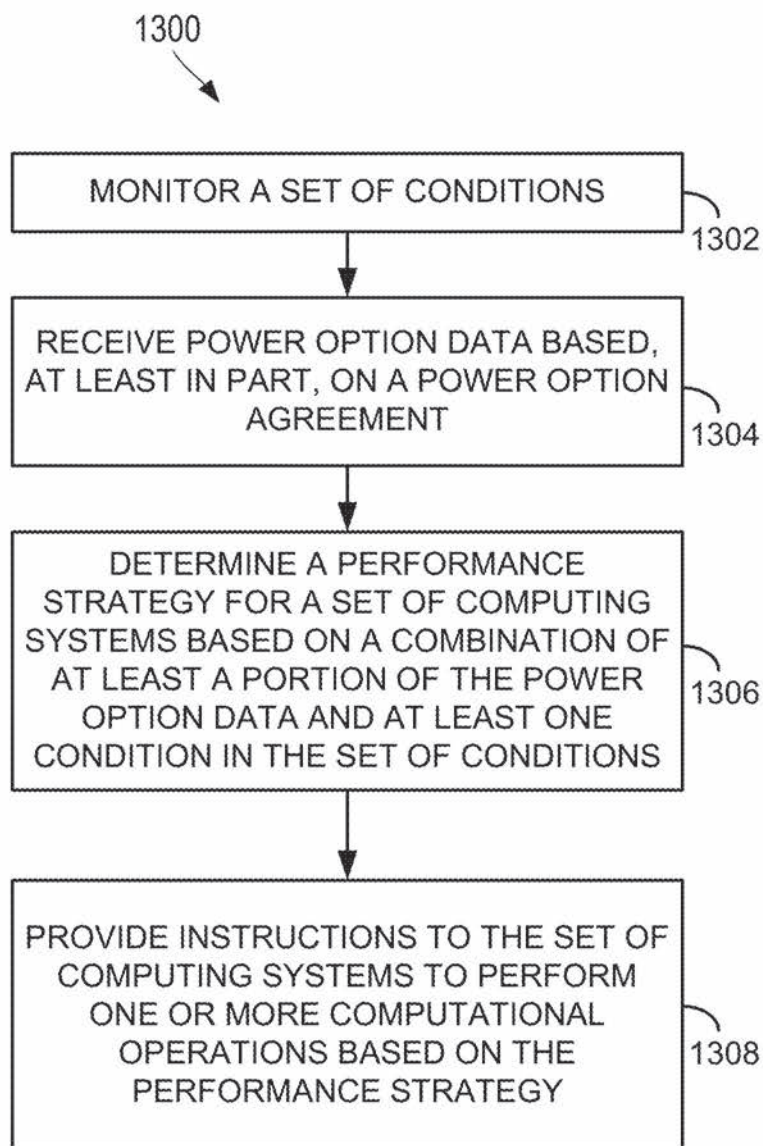 1300
MONITOR A SET OF CONDITIONS
1302
RECEIVE POWER OPTION DATA BASED,
AT LEAST IN PART, ON A POWER OPTION
AGREEMENT
1304
DETERMINE A PERFORMANCE
STRATEGY FOR A SET OF COMPUTING
SYSTEMS BASED ON A COMBINATION OF
AT LEAST A PORTION OF THE POWER
OPTION DATA AND AT LEAST ONE
CONDITION IN THE SET OF CONDITIONS
1306
PROVIDE INSTRUCTIONS TO THE SET OF
COMPUTING SYSTEMS TO PERFORM
ONE OR MORE COMPUTATIONAL
OPERATIONS BASED ON THE
PERFORMANCE STRATEGY
1308